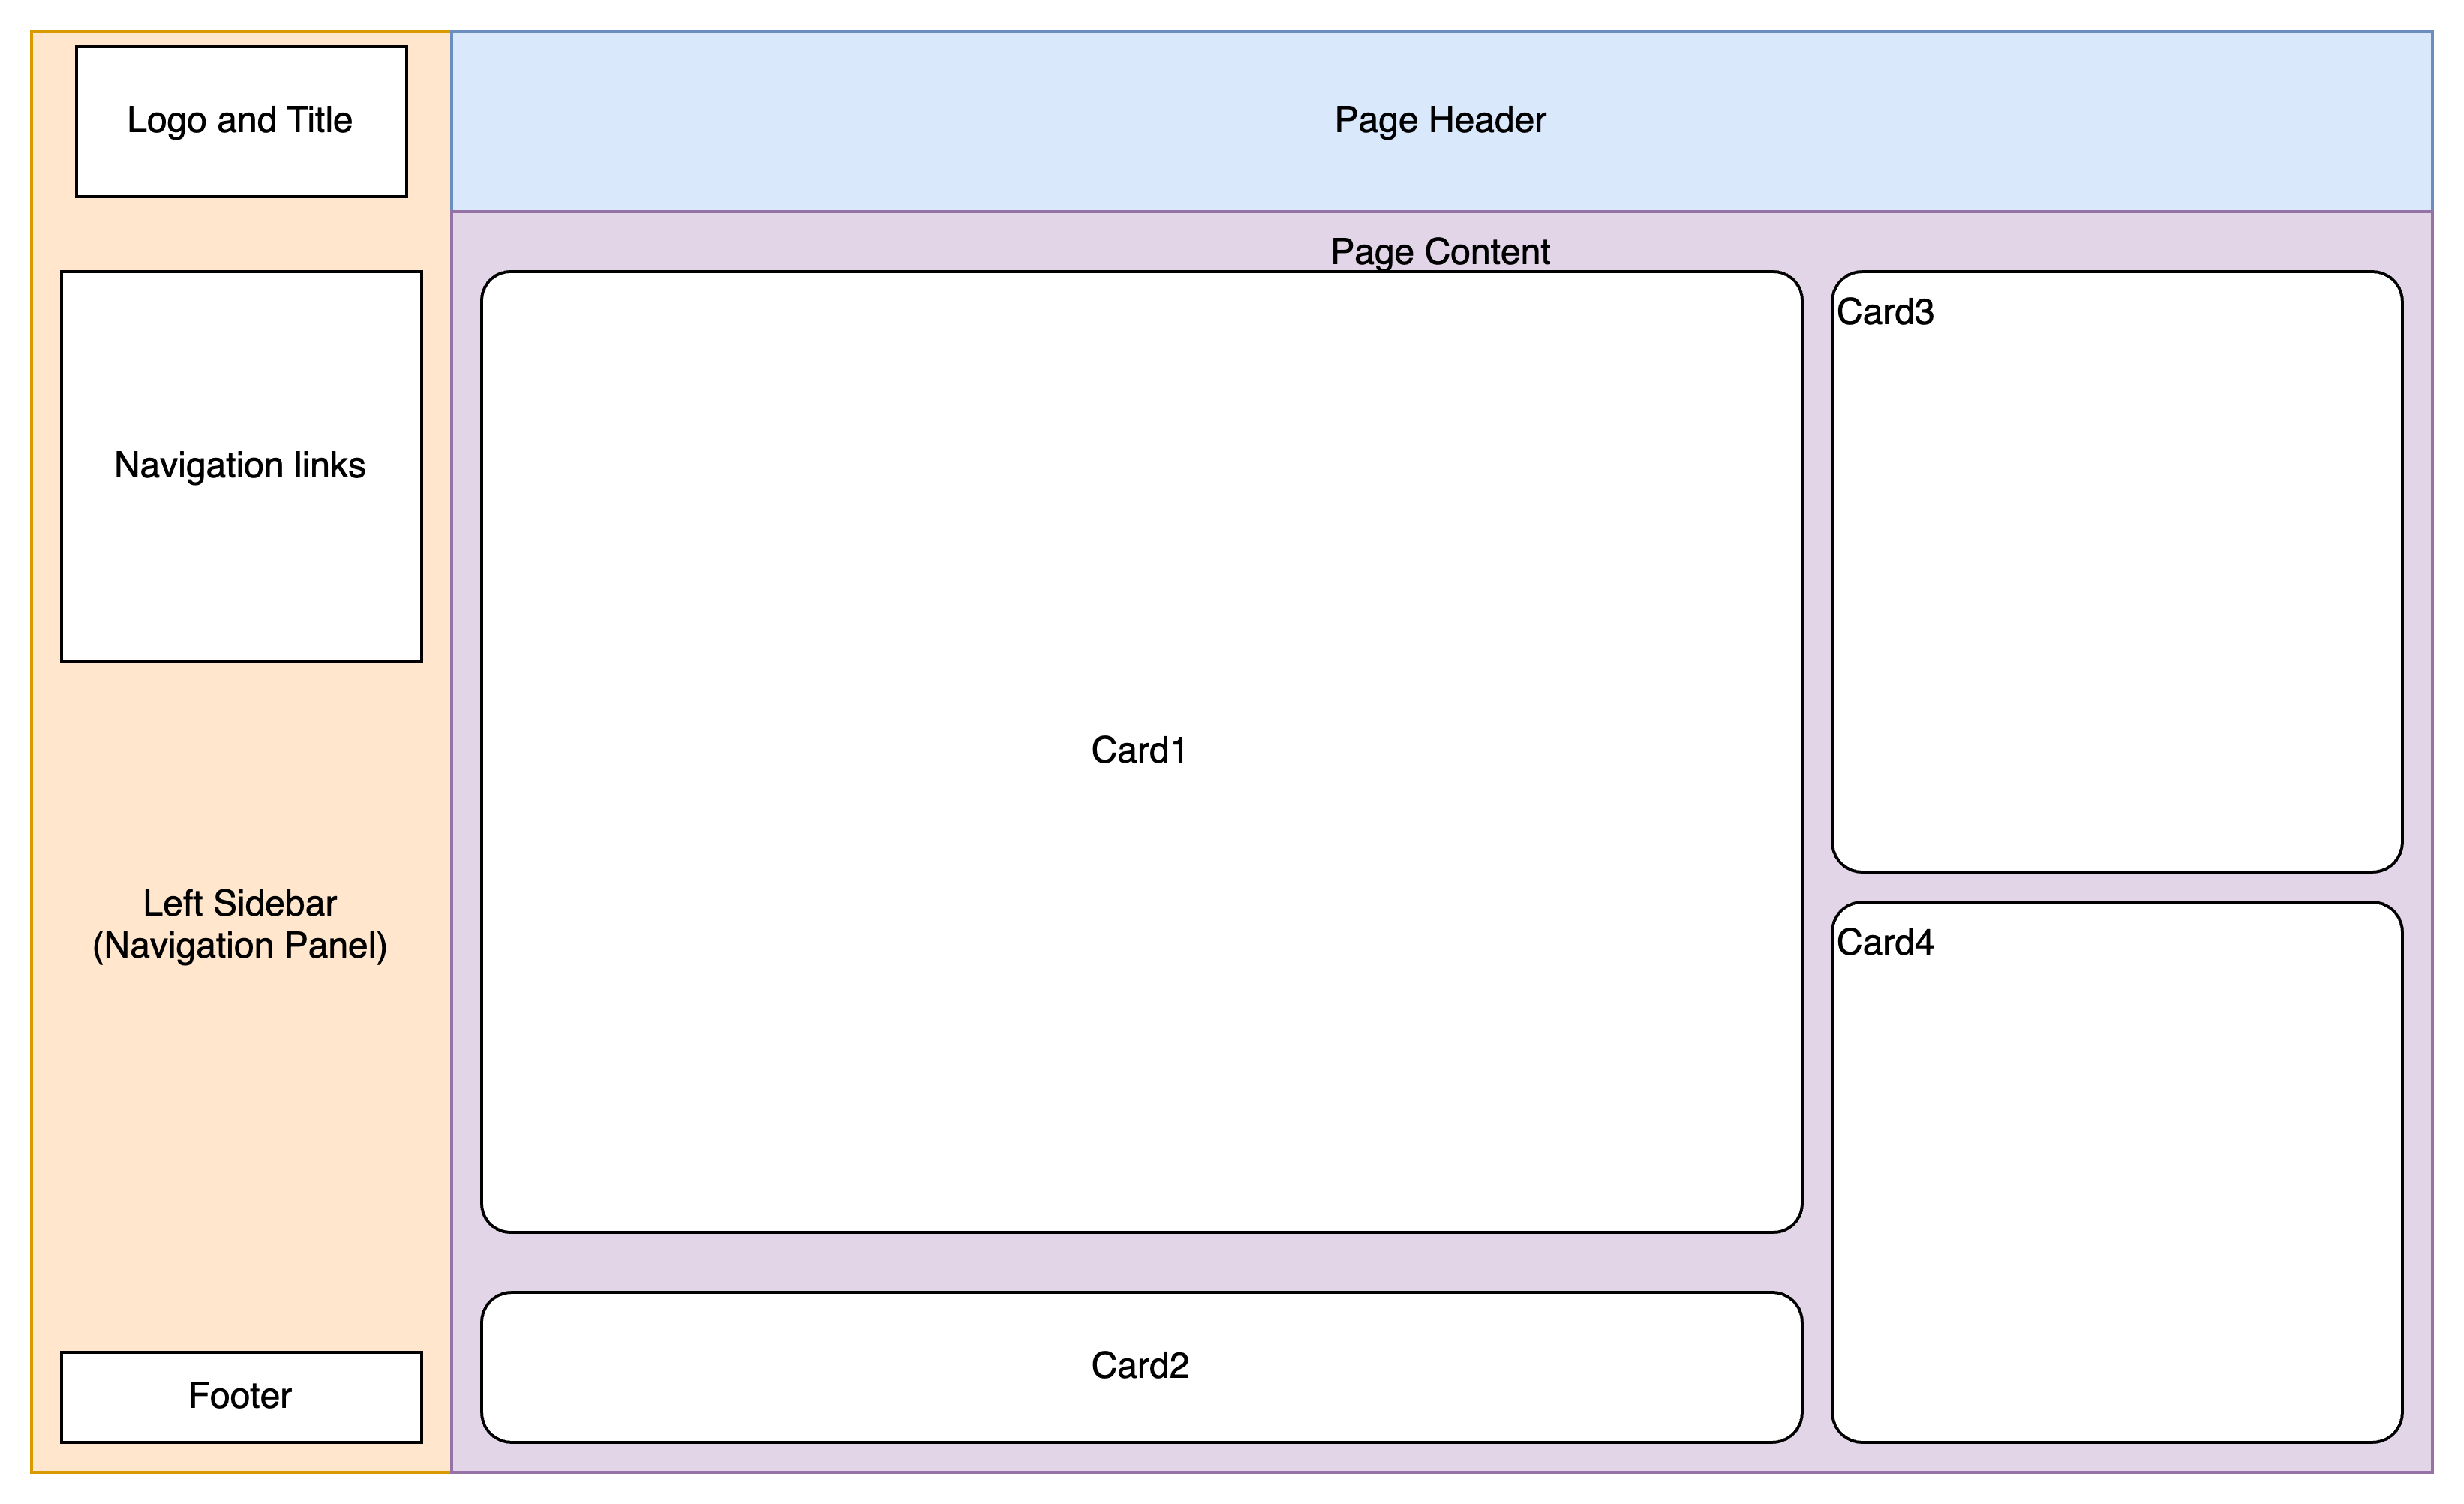 Logo and Title
Page Header
Page Content
Navigation links
Card3
Card1
Left Sidebar
(Navigation Panel)
Card4
Card2
Footer